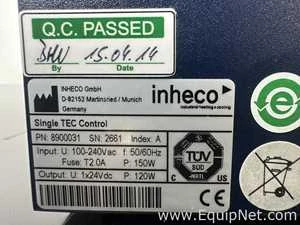 Q.C. PASSED
15.04.14
By Date
INHECO GmbH
D-82152 Martinsried / Munich
Germany
inheco
industrial heating & cooling
Single TEC Control
PN: 8900031 SN: 2661 Index: A
Input: U: 100-240Vac f: 50/60Hz
Fuse: T2.0A P: 150W
Output: U: 1x24Vdc P: 120W
TÜV
SÜD
C US
NRTL
CE
e
www.EquipNet.com